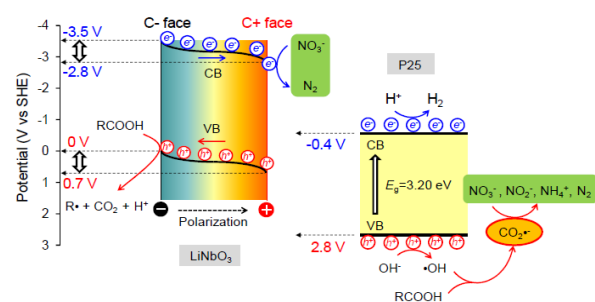 C- face
C+ face
Potential (V vs SHE)
-4
-3
-2
-1
0
1
2
3
-3.5 V
-2.8 V
0 V
0.7 V
e⁻ e⁻ e⁻ e⁻ e⁻ e⁻
CB
VB
h⁺ h⁺ h⁺ h⁺ h⁺ h⁺ h⁺
NO₃⁻
N₂
RCOOH
R• + CO₂ + H⁺
Polarization
LiNbO₃
P25
H⁺ H₂
e⁻ e⁻ e⁻ e⁻ e⁻
-0.4 V
CB
Eg=3.20 eV
VB
2.8 V
h⁺ h⁺ h⁺ h⁺ h⁺
OH⁻ •OH
RCOOH
NO₃⁻, NO₂⁻, NH₄⁺, N₂
CO₂•⁻